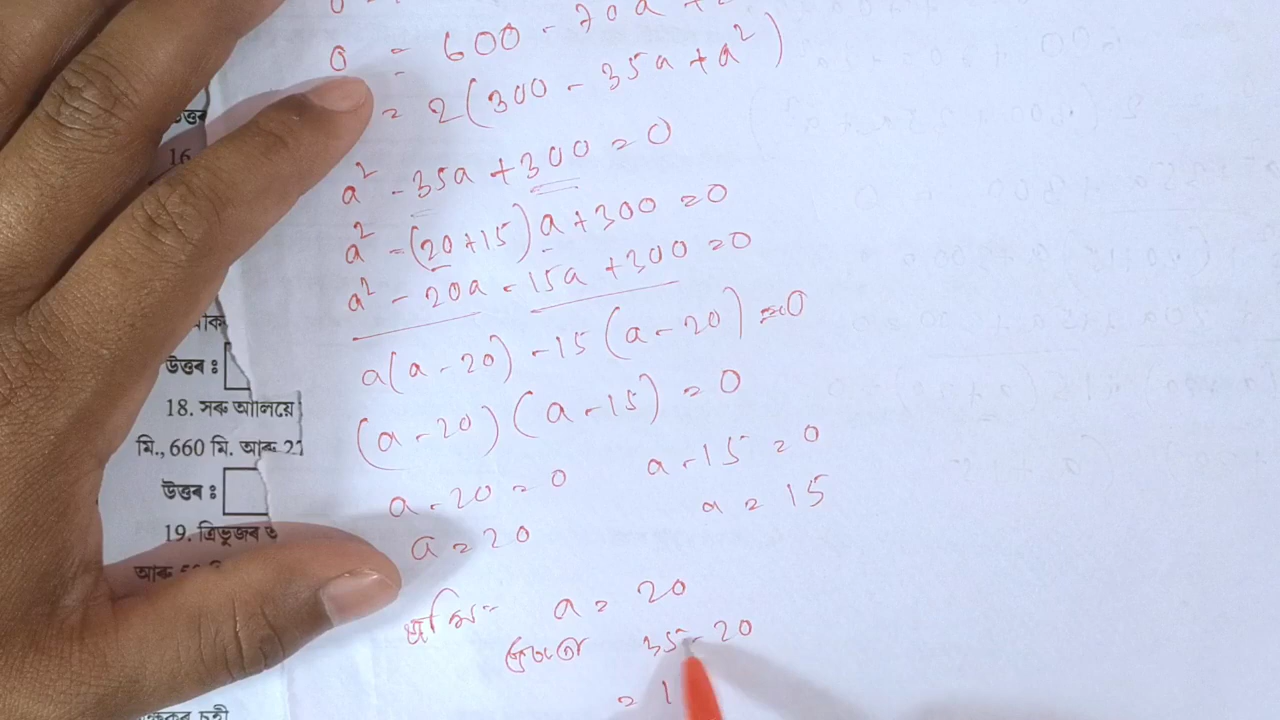 0 = 600 - 70a +
= 2(300 - 35a + a²)
a² - 35a + 300 = 0
a² - (20+15)a + 300 = 0
a² - 20a - 15a + 300 = 0
a(a - 20) - 15(a - 20) = 0
(a - 20)(a - 15) = 0
a - 20 = 0 a - 15 = 0
a = 20 a = 15
a = 20
35 - 20
= 1
উত্তৰ :
16
উত্তৰ :
18. সৰু আলিয়ে
মি., 660 মি. আৰু 21
উত্তৰ :
19. ত্ৰিভুজৰ
আৰু